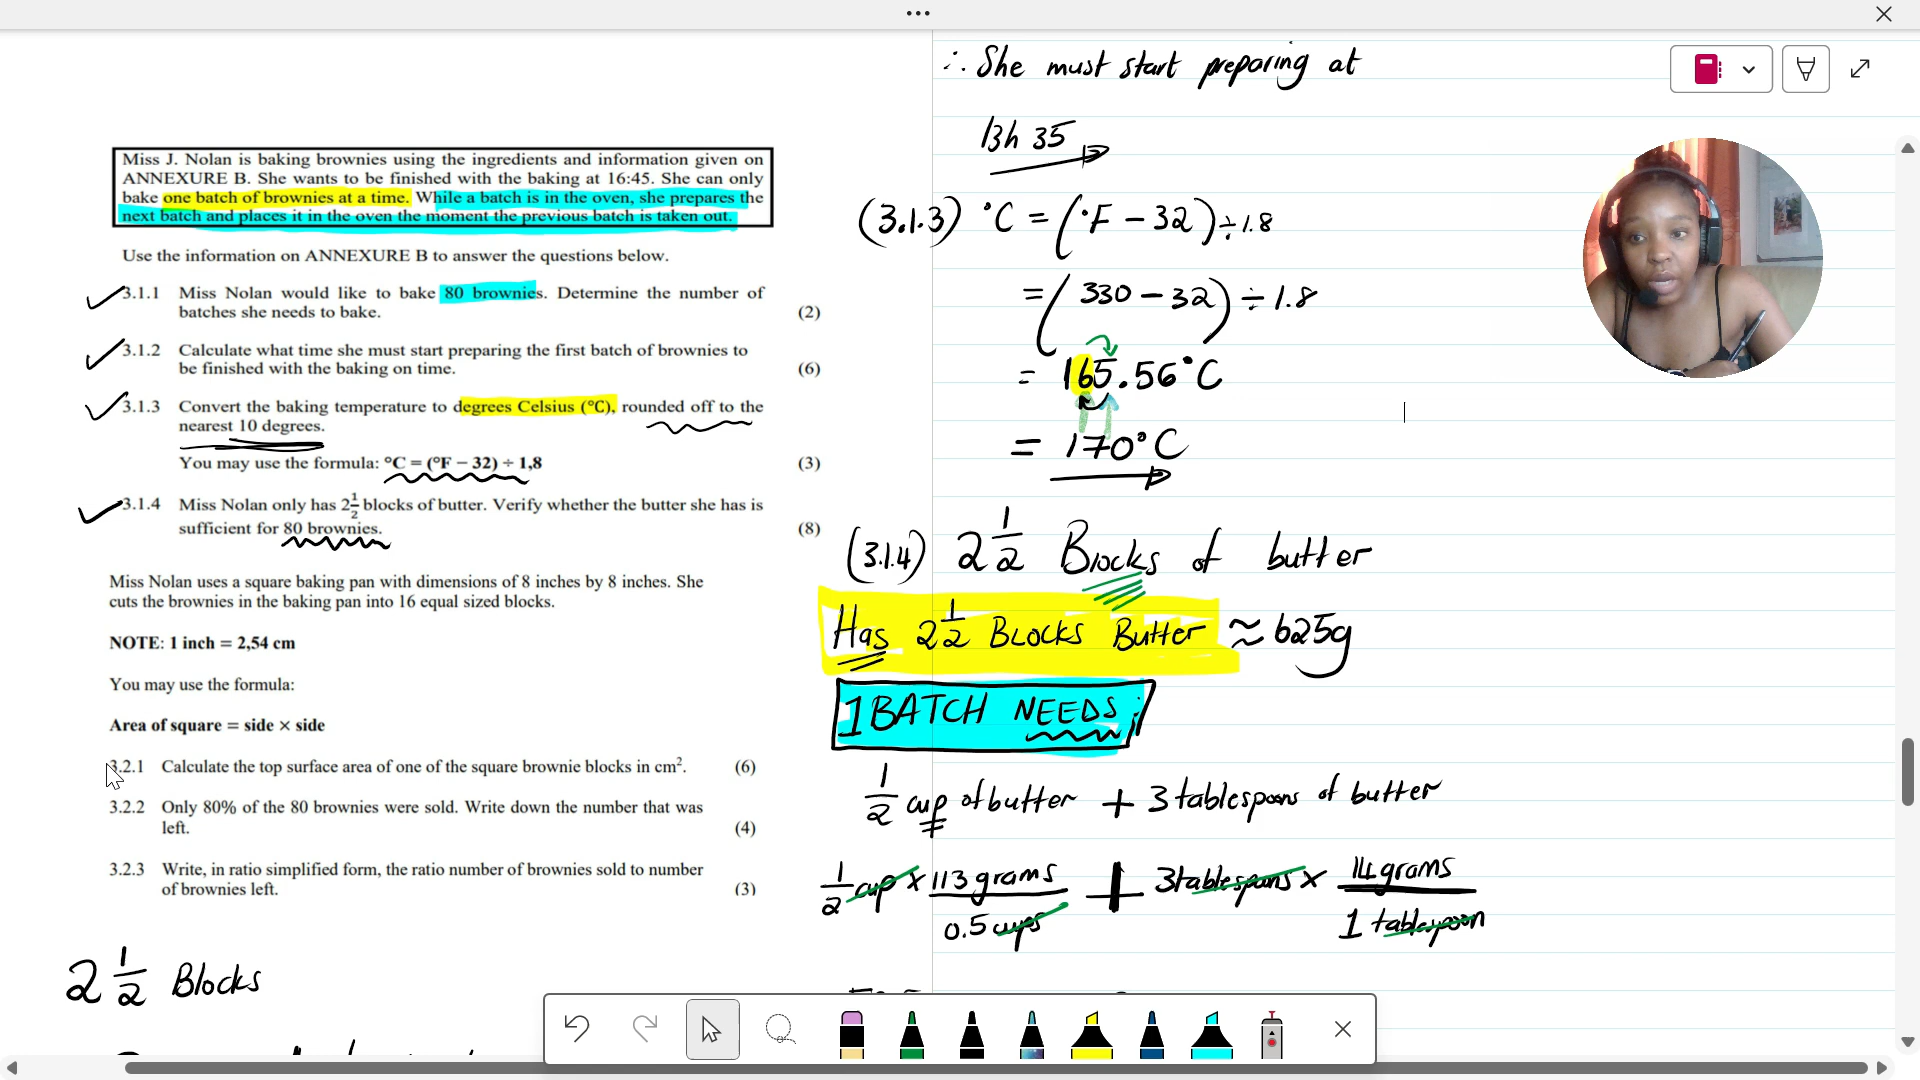 Miss J. Nolan is baking brownies using the ingredients and information given on
ANNEXURE B. She wants to be finished with the baking at 16:45. She can only
bake one batch of brownies at a time. While a batch is in the oven, she prepares the
next batch and places it in the oven the moment the previous batch is taken out.
Use the information on ANNEXURE B to answer the questions below.
3.1.1 Miss Nolan would like to bake 80 brownies. Determine the number of
batches she needs to bake. (2)
3.1.2 Calculate what time she must start preparing the first batch of brownies to
be finished with the baking on time. (6)
3.1.3 Convert the baking temperature to degrees Celsius (°C), rounded off to the
nearest 10 degrees.
You may use the formula: °C = (°F − 32) ÷ 1,8 (3)
3.1.4 Miss Nolan only has 2 1/2 blocks of butter. Verify whether the butter she has is
sufficient for 80 brownies. (8)
Miss Nolan uses a square baking pan with dimensions of 8 inches by 8 inches. She
cuts the brownies in the baking pan into 16 equal sized blocks.
NOTE: 1 inch = 2,54 cm
You may use the formula:
Area of square = side × side
3.2.1 Calculate the top surface area of one of the square brownie blocks in cm². (6)
3.2.2 Only 80% of the 80 brownies were sold. Write down the number that was
left. (4)
3.2.3 Write, in ratio simplified form, the ratio number of brownies sold to number
of brownies left. (3)
2 1/2 Blocks
∴ She must start preparing at
13h 35
(3.1.3) °C = (°F − 32) ÷ 1.8
= (330 − 32) ÷ 1.8
= 165.56°C
= 170°C
(3.1.4) 2 1/2 Blocks of butter
Has 2 1/2 Blocks Butter ≈ 625g
1 BATCH NEEDS;
1/2 cup of butter + 3 tablespoons of butter
1/2 cup × 113 grams / 0.5 cups + 3 tablespoons × 14 grams / 1 tablespoon